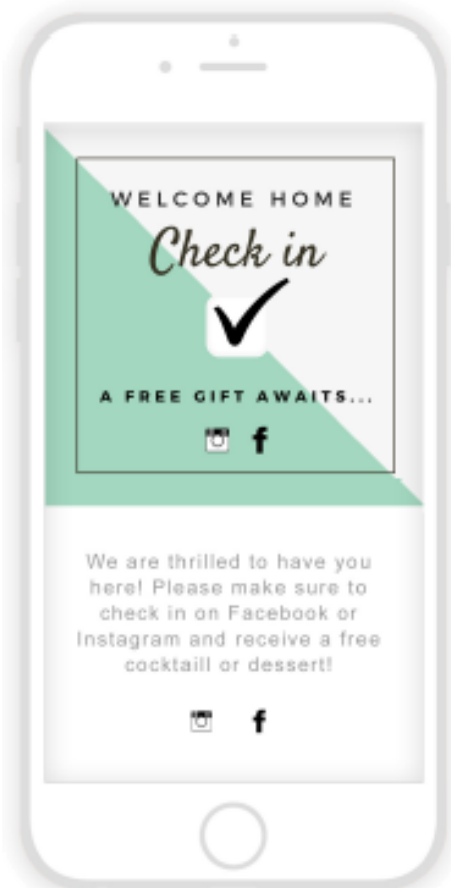 WELCOME HOME
Check in
A FREE GIFT AWAITS...
We are thrilled to have you
here! Please make sure to
check in on Facebook or
Instagram and receive a free
cocktaill or dessert!